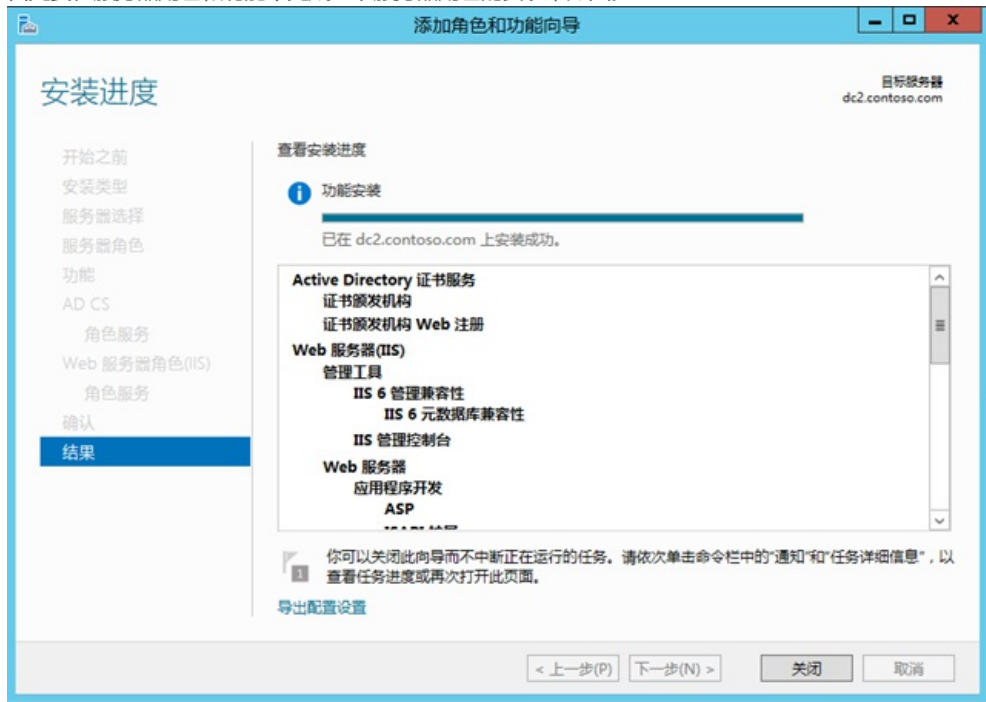 添加角色和功能向导
安装进度
目标服务器
dc2.contoso.com
开始之前
安装类型
服务器选择
服务器角色
功能
AD CS
角色服务
Web 服务器角色(IIS)
角色服务
确认
结果
查看安装进度
功能安装
已在 dc2.contoso.com 上安装成功。
Active Directory 证书服务
证书颁发机构
证书颁发机构 Web 注册
Web 服务器(IIS)
管理工具
IIS 6 管理兼容性
IIS 6 元数据库兼容性
IIS 管理控制台
Web 服务器
应用程序开发
ASP
1
你可以关闭此向导而不中断正在运行的任务。请依次单击命令栏中的“通知”和“任务详细信息”，以
查看任务进度或再次打开此页面。
导出配置设置
< 上一步(P)
下一步(N) >
关闭
取消